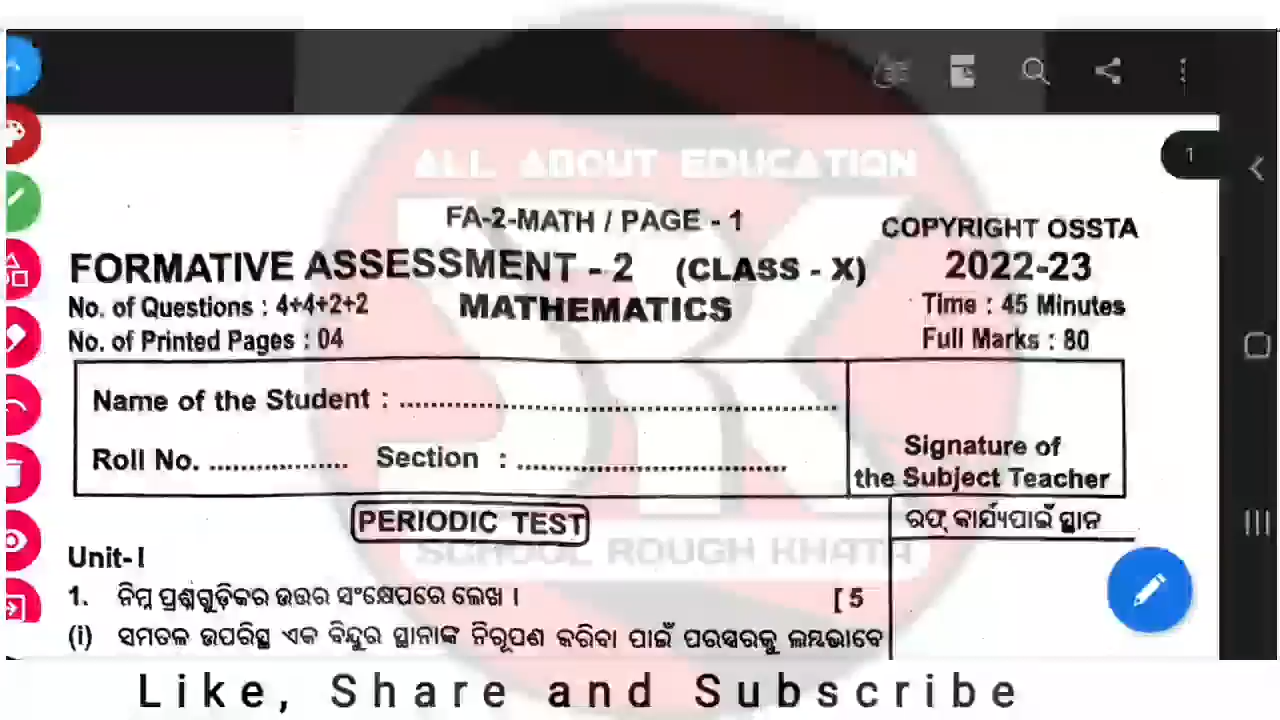 1
ALL ABOUT EDUCATION
FA-2-MATH / PAGE - 1
COPYRIGHT OSSTA
FORMATIVE ASSESSMENT - 2 (CLASS - X) 2022-23
No. of Questions : 4+4+2+2 MATHEMATICS Time : 45 Minutes
No. of Printed Pages : 04 Full Marks : 80
Name of the Student :
Roll No. Section :
Signature of
the Subject Teacher
PERIODIC TEST
ରଫ୍ କାର୍ଯ୍ୟପାଇଁ ସ୍ଥାନ
SCHOOL ROUGH KHATA
Unit-I
1. ନିମ୍ନ ପ୍ରଶ୍ନଗୁଡ଼ିକର ଉତ୍ତର ସଂକ୍ଷେପରେ ଲେଖ । [5
(i) ସମତଳ ଉପରିସ୍ଥ ଏକ ବିନ୍ଦୁର ସ୍ଥାନାଙ୍କ ନିରୂପଣ କରିବା ପାଇଁ ପରସ୍ପରକୁ ଲମ୍ବଭାବେ
Like, Share and Subscribe